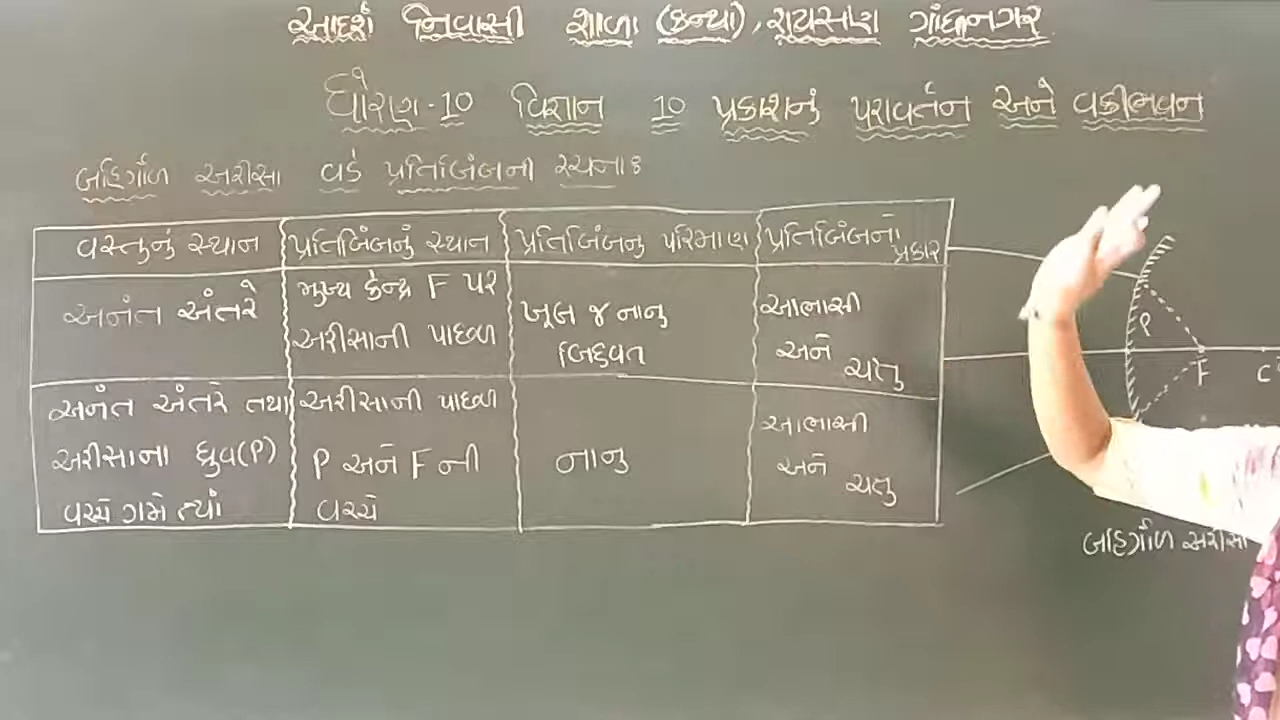 આદર્શ નિવાસી શાળા (કન્યા), રાયસણ ગાંધીનગર
ધોરણ-10 વિજ્ઞાન 10 પ્રકાશનું પરાવર્તન અને વક્રીભવન
બહિર્ગોળ અરીસા વડે પ્રતિબિંબની રચનાઃ
વસ્તુનું સ્થાન પ્રતિબિંબનું સ્થાન પ્રતિબિંબનુ પરિમાણ પ્રતિબિંબનો પ્રકાર
અનંત અંતરે
મુખ્ય કેન્દ્ર F પર
અરીસાની પાછળ
ખૂબ જ નાનુ
બિંદુવત
આભાસી
અને ચતુ
અનંત અંતરે તથા
અરીસાના ધ્રુવ(P)
વચ્ચે ગમે ત્યાં
અરીસાની પાછળ
P અને F ની
વચ્ચે
નાનુ
આભાસી
અને
ચતુ
P
F
C
બહિર્ગોળ અરીસા